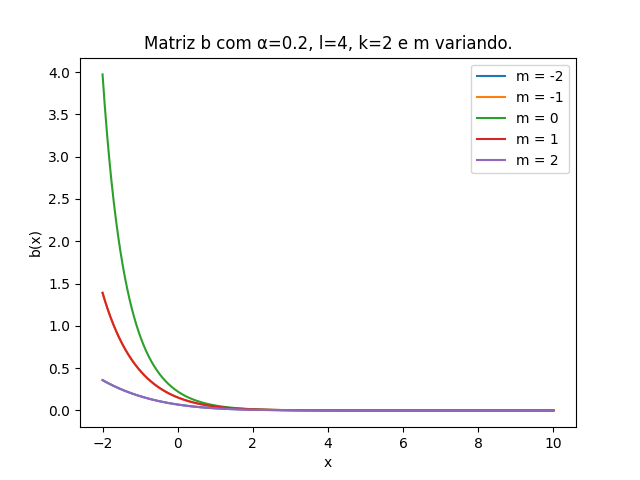 Matriz b com α=0.2, l=4, k=2 e m variando.
4.0
3.5
3.0
2.5
2.0
1.5
1.0
0.5
0.0
b(x)
m = -2
m = -1
m = 0
m = 1
m = 2
−2 0 2 4 6 8 10
x